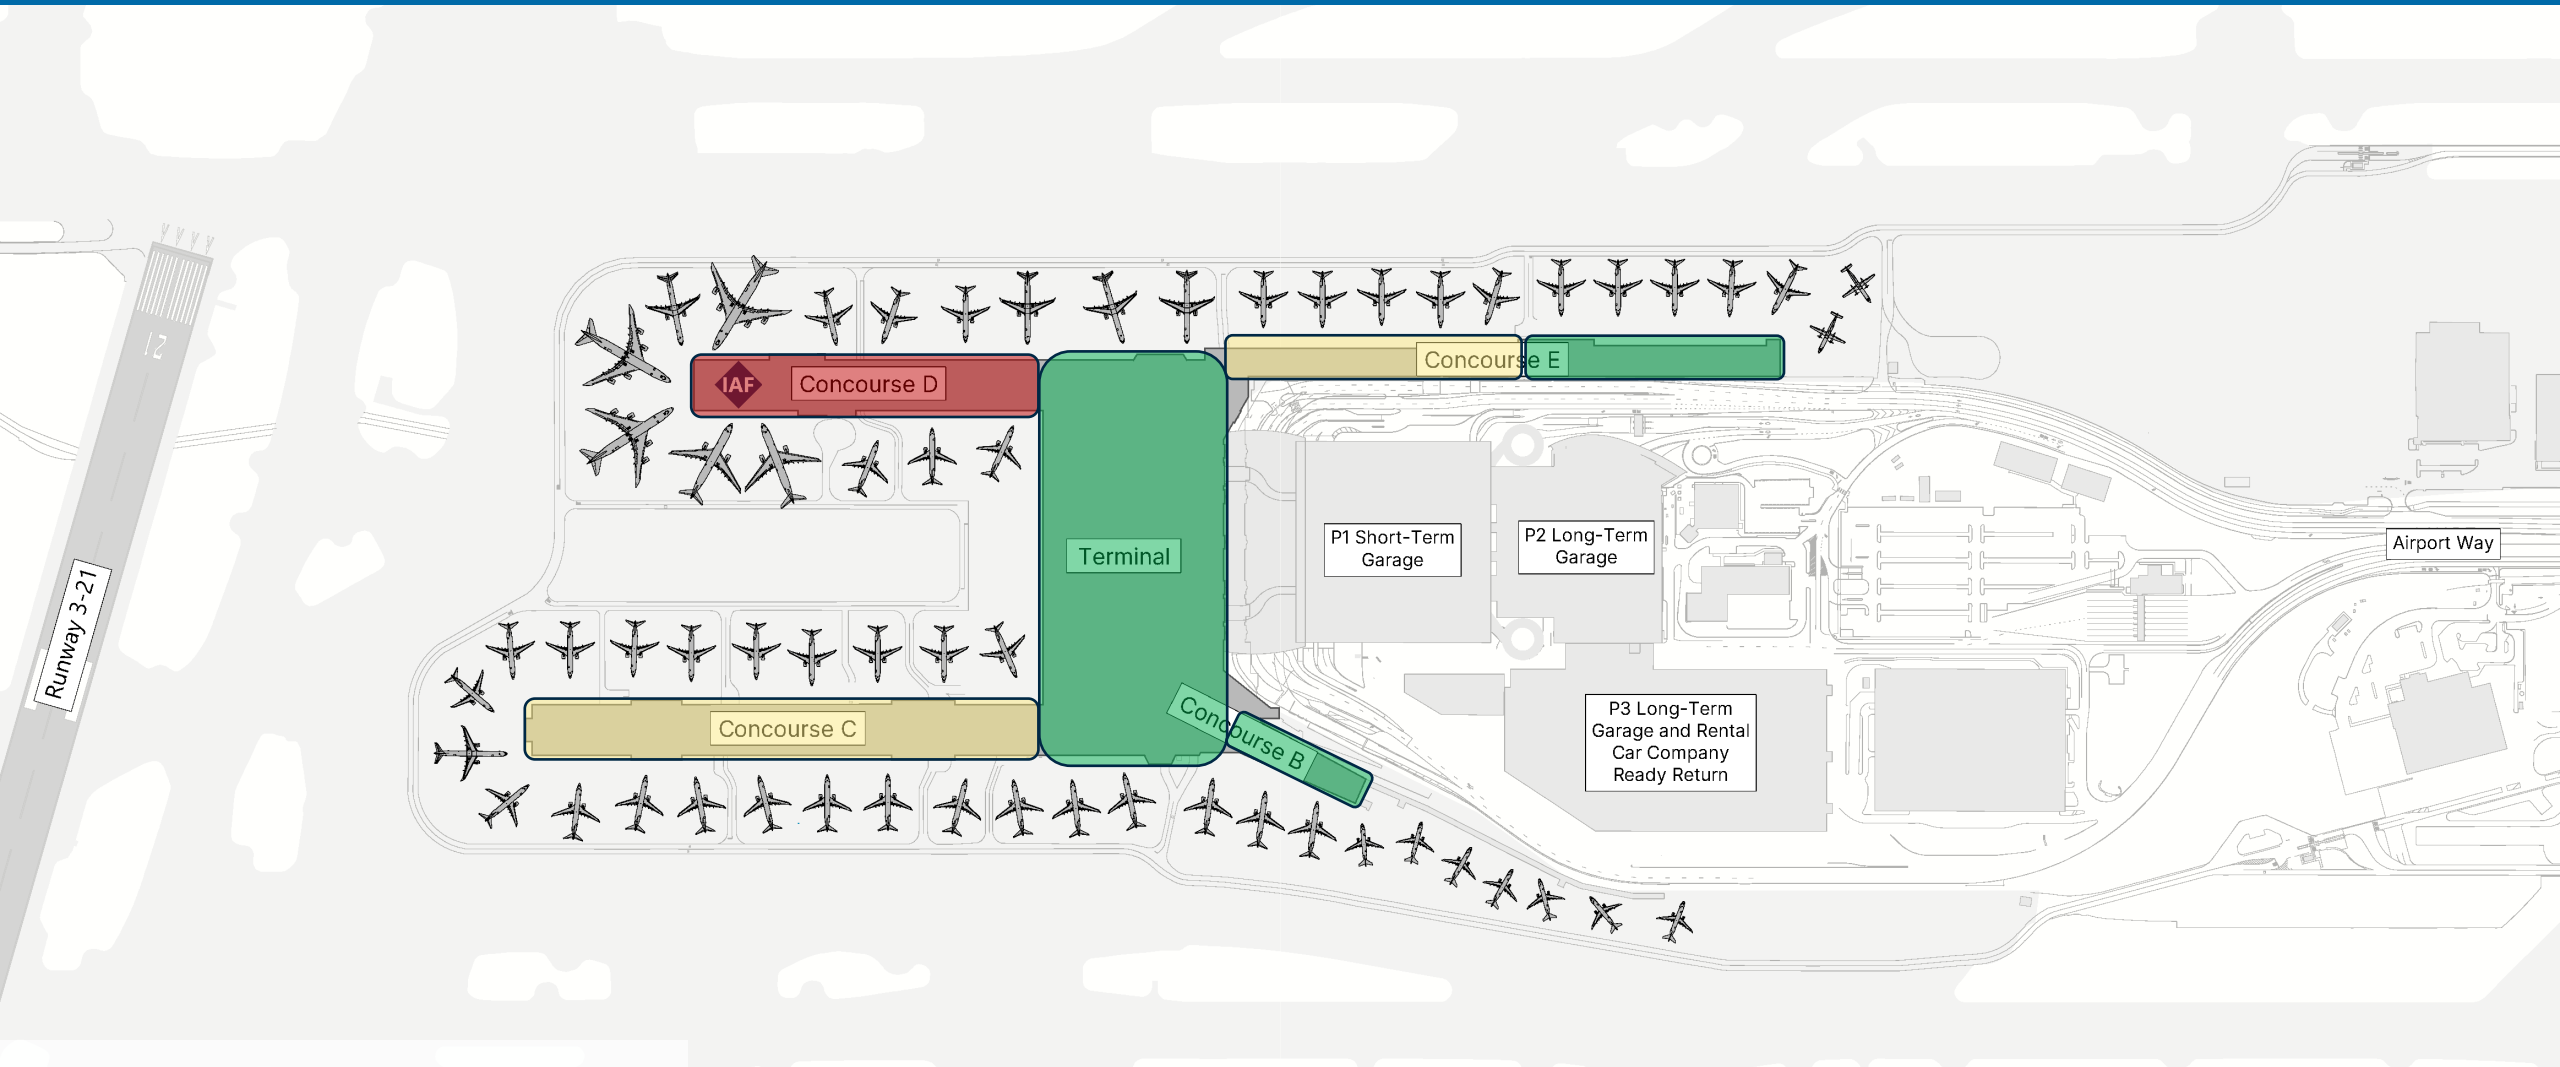 Concourse E
IAF
Concourse D
21
P1 Short-Term
Garage
P2 Long-Term
Garage
Airport Way
Terminal
Runway 3-21
Concourse B
Concourse C
P3 Long-Term
Garage and Rental
Car Company
Ready Return